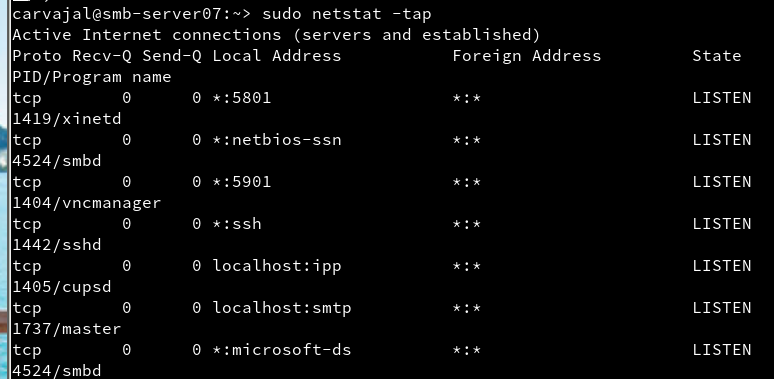 carvajal@smb-server07:~> sudo netstat -tap
Active Internet connections (servers and established)
Proto Recv-Q Send-Q Local Address           Foreign Address         State
PID/Program name
tcp        0      0 *:5801                  *:*                     LISTEN
1419/xinetd
tcp        0      0 *:netbios-ssn           *:*                     LISTEN
4524/smbd
tcp        0      0 *:5901                  *:*                     LISTEN
1404/vncmanager
tcp        0      0 *:ssh                   *:*                     LISTEN
1442/sshd
tcp        0      0 localhost:ipp           *:*                     LISTEN
1405/cupsd
tcp        0      0 localhost:smtp          *:*                     LISTEN
1737/master
tcp        0      0 *:microsoft-ds          *:*                     LISTEN
4524/smbd